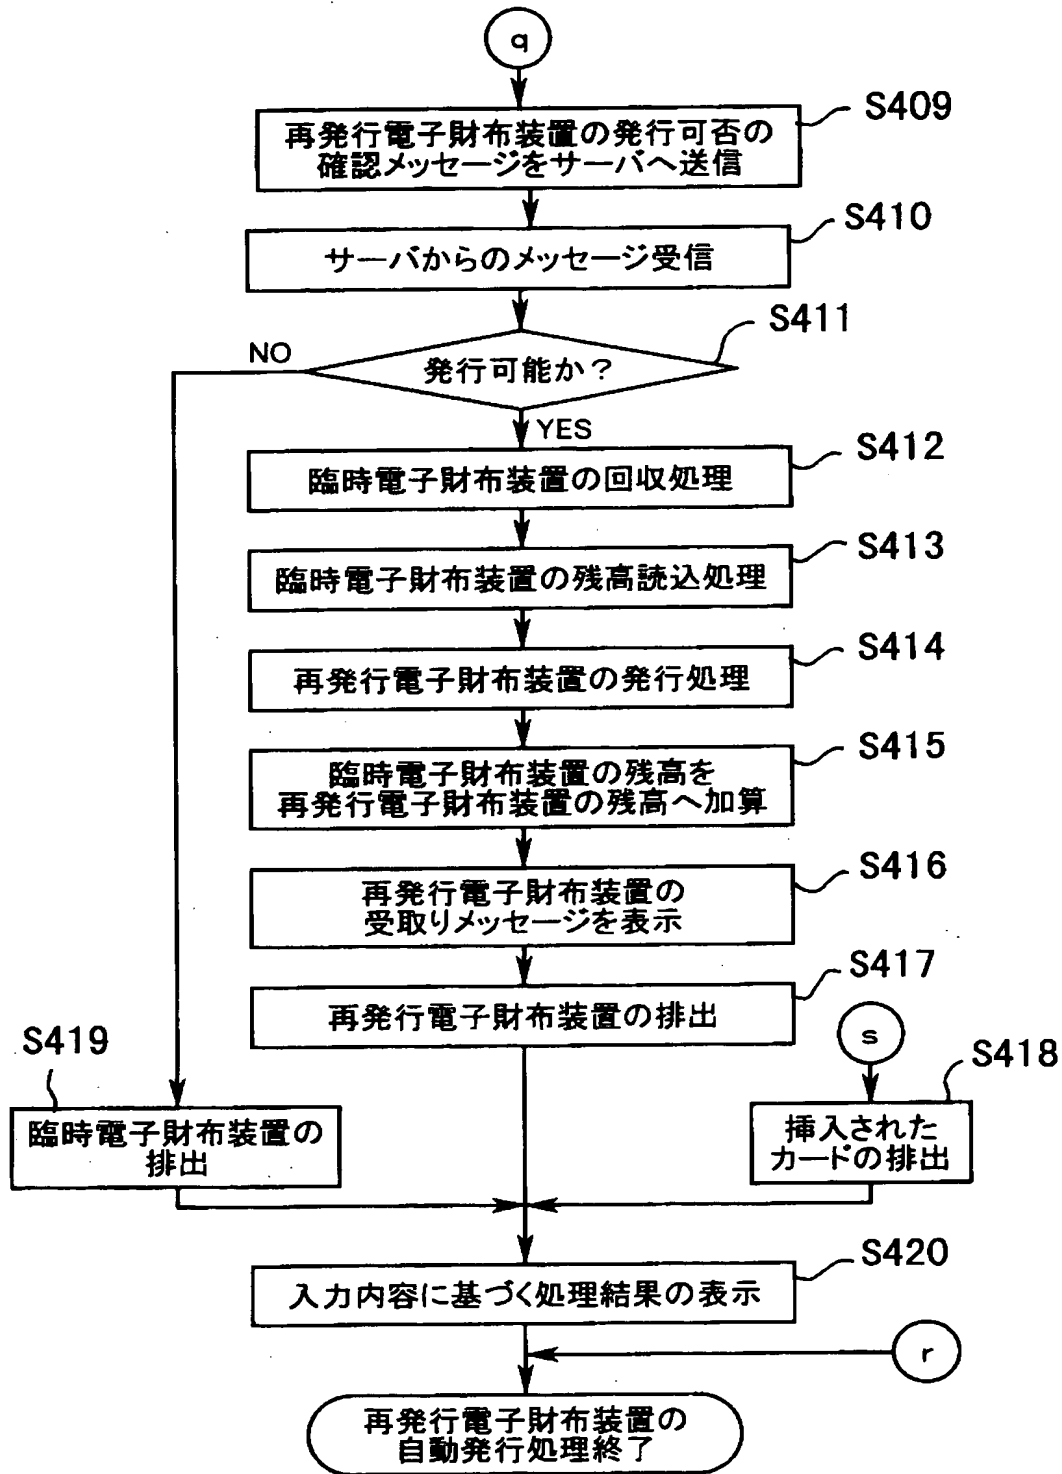 q
S409
再発行電子財布装置の発行可否の
確認メッセージをサーバへ送信
S410
サーバからのメッセージ受信
S411
発行可能か？
NO
YES
S412
臨時電子財布装置の回収処理
S413
臨時電子財布装置の残高読込処理
S414
再発行電子財布装置の発行処理
S415
臨時電子財布装置の残高を
再発行電子財布装置の残高へ加算
S416
再発行電子財布装置の
受取りメッセージを表示
S417
再発行電子財布装置の排出
s
S418
挿入された
カードの排出
S419
臨時電子財布装置の
排出
S420
入力内容に基づく処理結果の表示
r
再発行電子財布装置の
自動発行処理終了